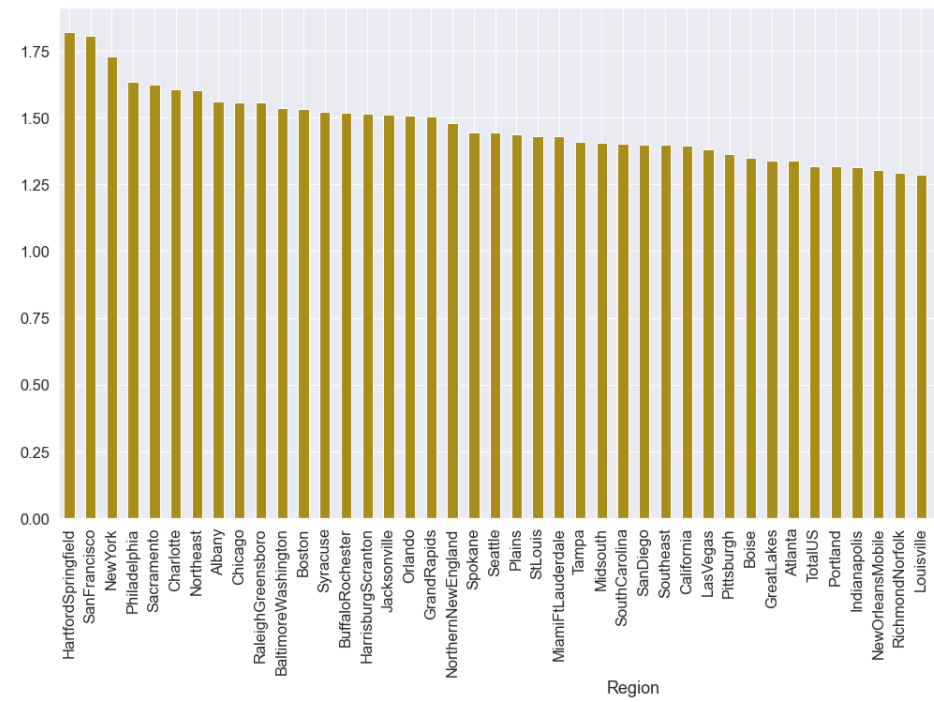 1.75
1.50
1.25
1.00
0.75
0.50
0.25
0.00
HartfordSpringfield
SanFrancisco
NewYork
Philadelphia
Sacramento
Charlotte
Northeast
Albany
Chicago
RaleighGreensboro
BaltimoreWashington
Boston
Syracuse
BuffaloRochester
HarrisburgScranton
Jacksonville
Orlando
GrandRapids
NorthernNewEngland
Spokane
Seattle
Plains
StLouis
MiamiFtLauderdale
Tampa
Midsouth
SouthCarolina
SanDiego
Southeast
California
LasVegas
Pittsburgh
Boise
GreatLakes
Atlanta
TotalUS
Portland
Indianapolis
NewOrleansMobile
RichmondNorfolk
Louisville
Region